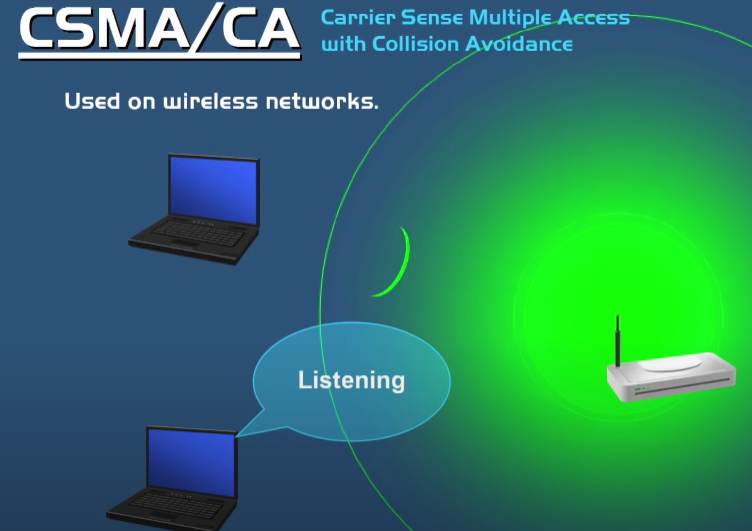 CSMA/CA
Carrier Sense Multiple Access
with Collision Avoidance
Used on wireless networks.
Listening